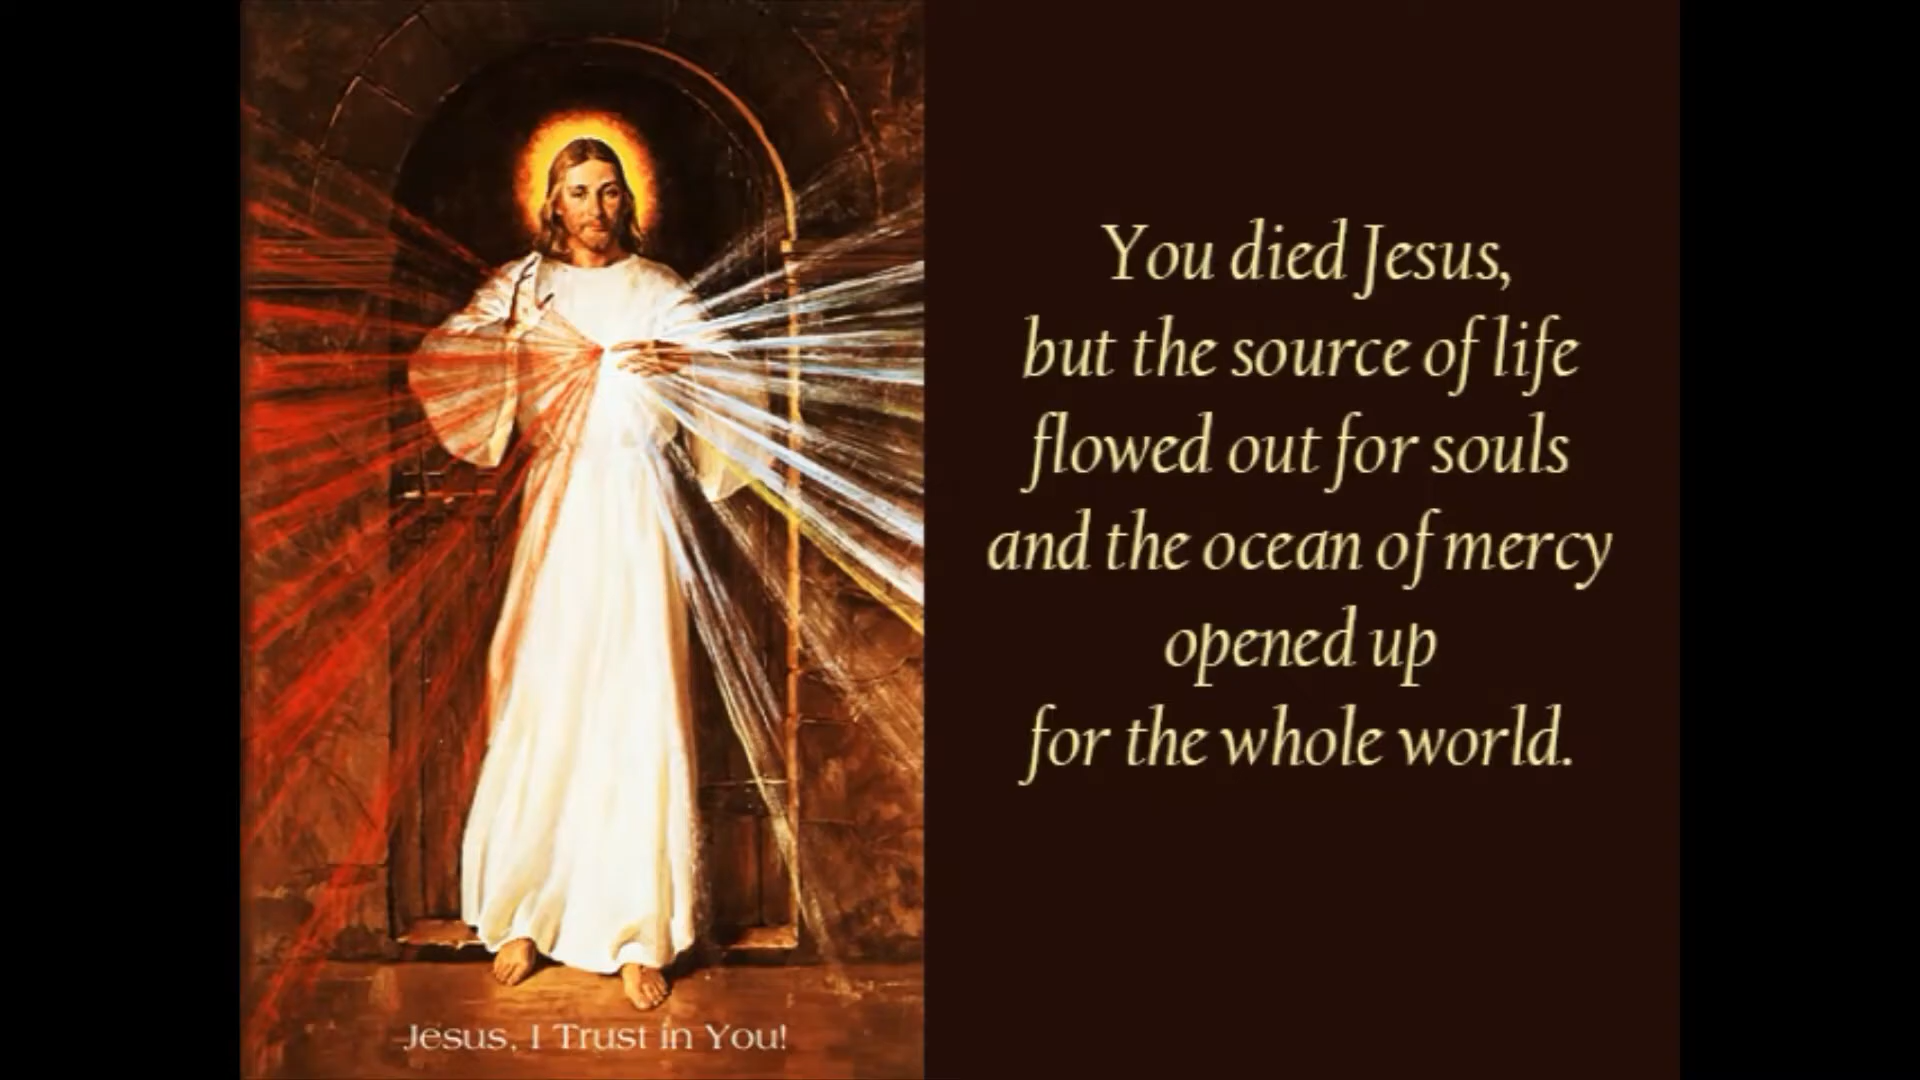 You died Jesus,
but the source of life
flowed out for souls
and the ocean of mercy
opened up
for the whole world.
Jesus, I Trust in You!